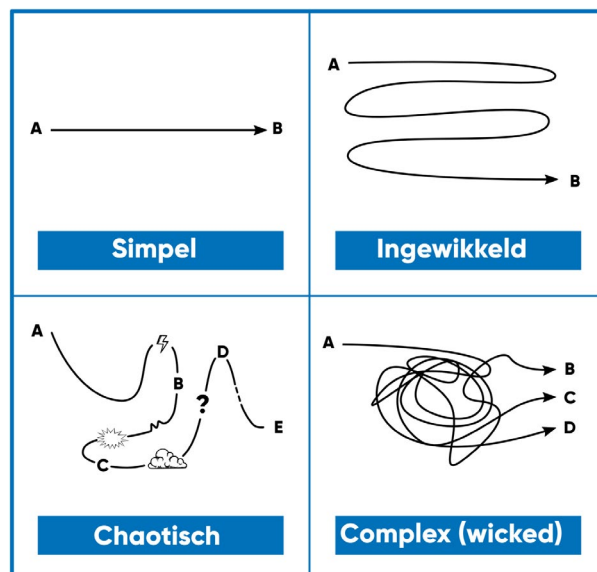 A
B
Simpel
A
B
Ingewikkeld
A
B
C
?
D
E
Chaotisch
A
B
C
D
Complex (wicked)